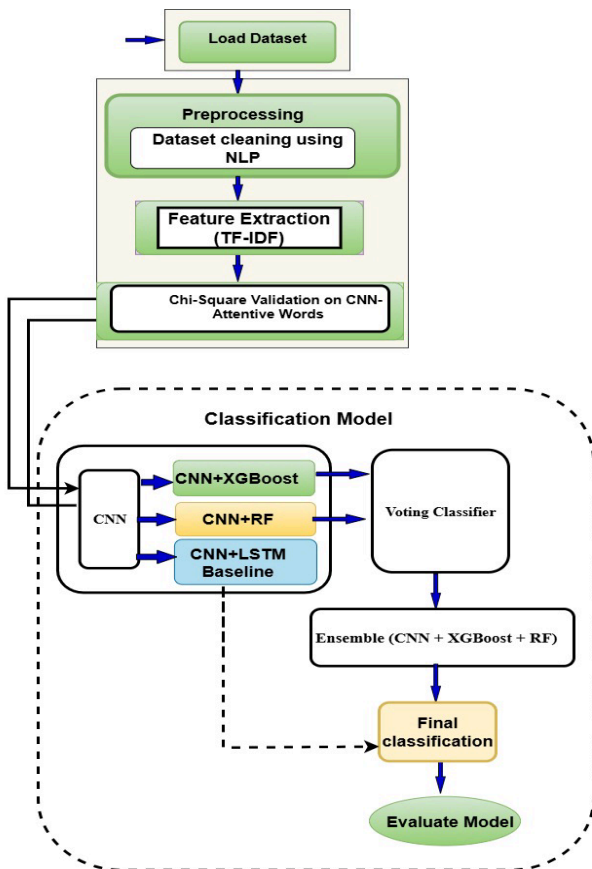 Load Dataset
Preprocessing
Dataset cleaning using
NLP
Feature Extraction
(TF-IDF)
Chi-Square Validation on CNN-
Attentive Words
Classification Model
CNN
CNN+XGBoost
CNN+RF
CNN+LSTM
Baseline
Voting Classifier
Ensemble (CNN + XGBoost + RF)
Final
classification
Evaluate Model